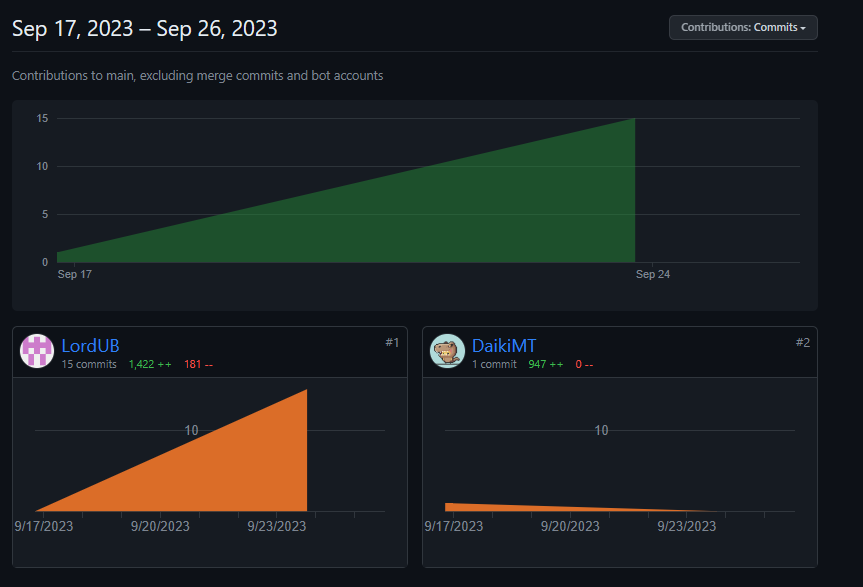 Sep 17, 2023 – Sep 26, 2023
Contributions: Commits
Contributions to main, excluding merge commits and bot accounts
15
10
5
0
Sep 17
Sep 24
LordUB
#1
15 commits 1,422 ++ 181 --
10
9/17/2023 9/20/2023 9/23/2023
DaikiMT
#2
1 commit 947 ++ 0 --
10
9/17/2023 9/20/2023 9/23/2023